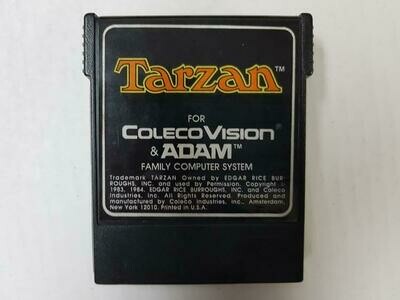 Tarzan™
FOR
COLECOVISION®
& ADAM™
FAMILY COMPUTER SYSTEM
Trademark TARZAN Owned by EDGAR RICE BUR-
ROUGHS, INC. and used by Permission. Copyright ©
1983, 1984, EDGAR RICE BURROUGHS, INC. and Coleco
Industries, Inc. All Rights Reserved. Produced and
manufactured by Coleco Industries, Inc., Amsterdam,
New York 12010. Printed in U.S.A.